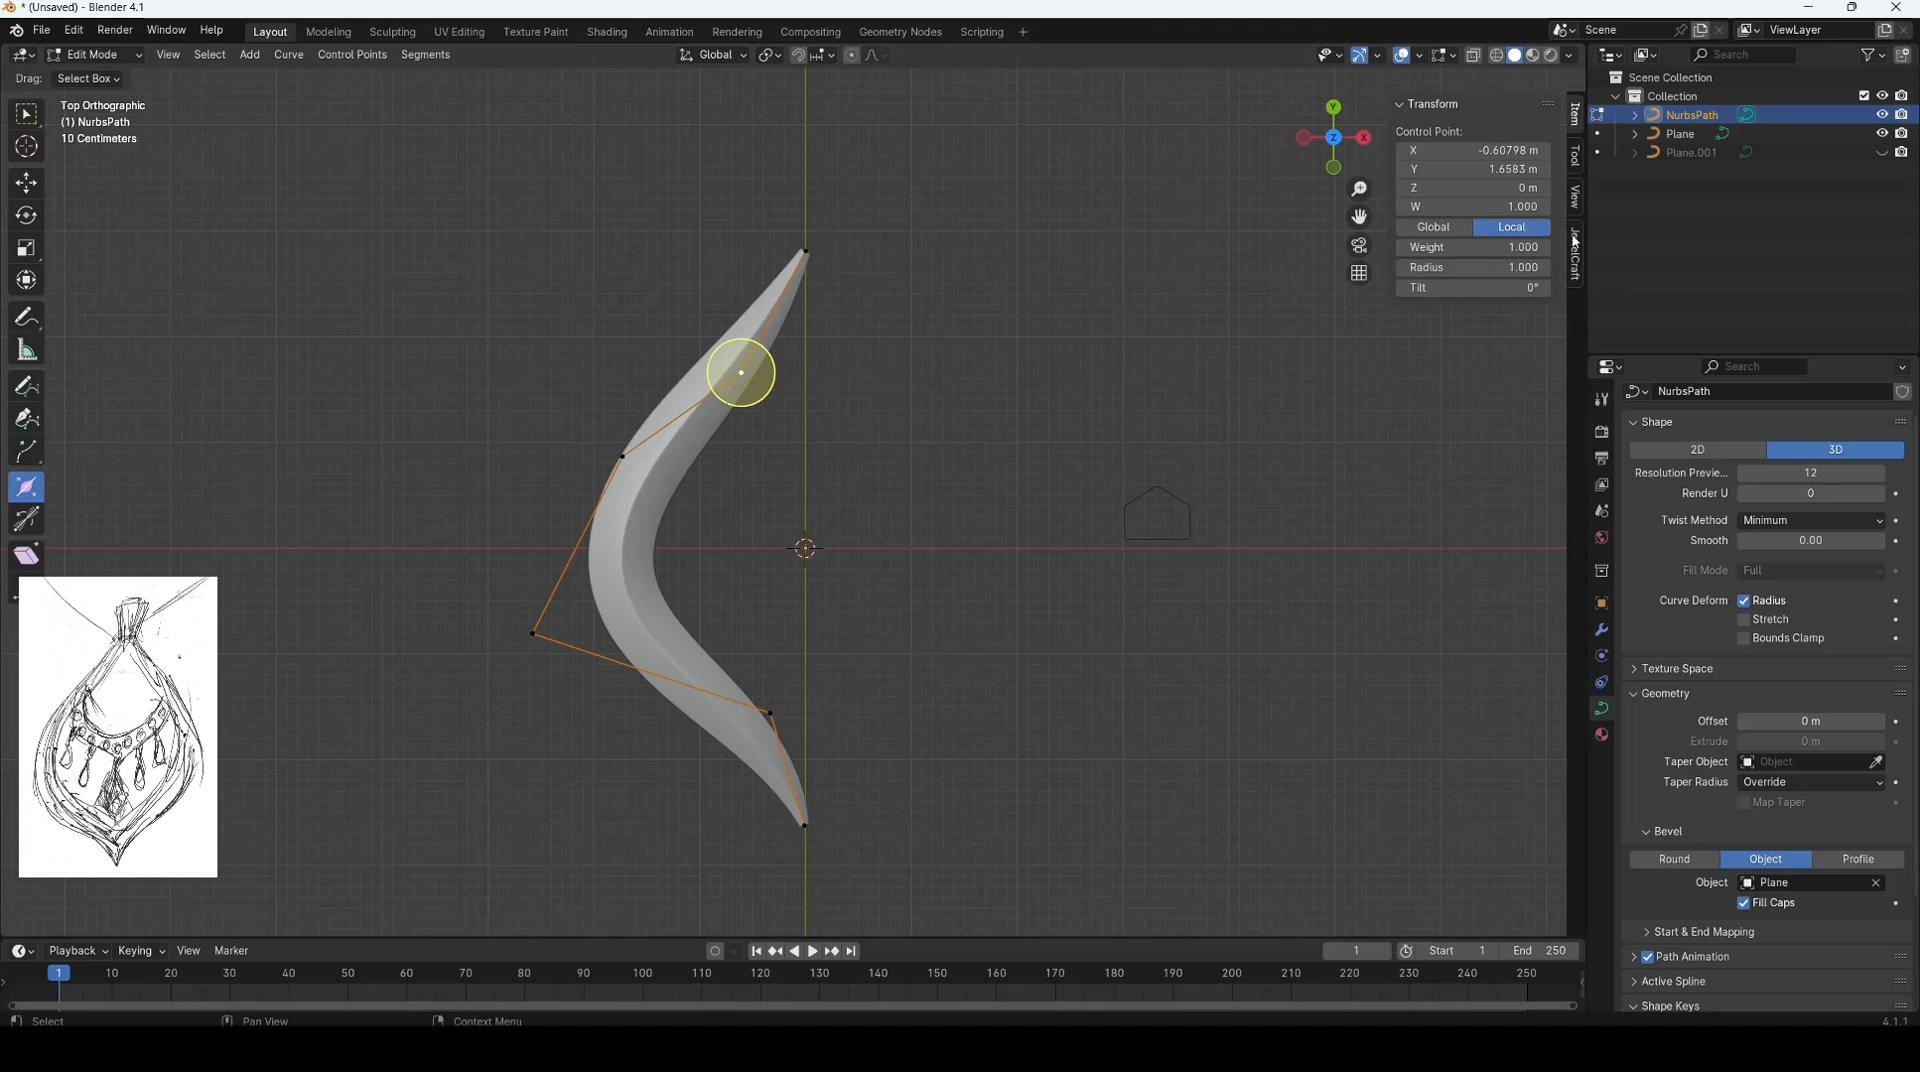 * (Unsaved) - Blender 4.1
File Edit Render Window Help Layout Modeling Sculpting UV Editing Texture Paint Shading Animation Rendering Compositing Geometry Nodes Scripting + Scene ViewLayer
Edit Mode View Select Add Curve Control Points Segments Global Search
Drag: Select Box
Top Orthographic
(1) NurbsPath
10 Centimeters
Y
X
Z
Transform
Control Point:
X -0.60798 m
Y 1.6583 m
Z 0 m
W 1.000
Global Local
Weight 1.000
Radius 1.000
Tilt 0°
Item
Tool
View
JewelCraft
Scene Collection
Collection
NurbsPath
Plane
Plane.001
Search
NurbsPath
Shape
2D 3D
Resolution Previe... 12
Render U 0
Twist Method Minimum
Smooth 0.00
Fill Mode Full
Curve Deform Radius
Stretch
Bounds Clamp
Texture Space
Geometry
Offset 0 m
Extrude 0 m
Taper Object Object
Taper Radius Override
Map Taper
Bevel
Round Object Profile
Object Plane
Fill Caps
Start & End Mapping
Path Animation
Active Spline
Shape Keys
Playback Keying View Marker 1 Start 1 End 250
1 10 20 30 40 50 60 70 80 90 100 110 120 130 140 150 160 170 180 190 200 210 220 230 240 250
Select Pan View Context Menu 4.1.1